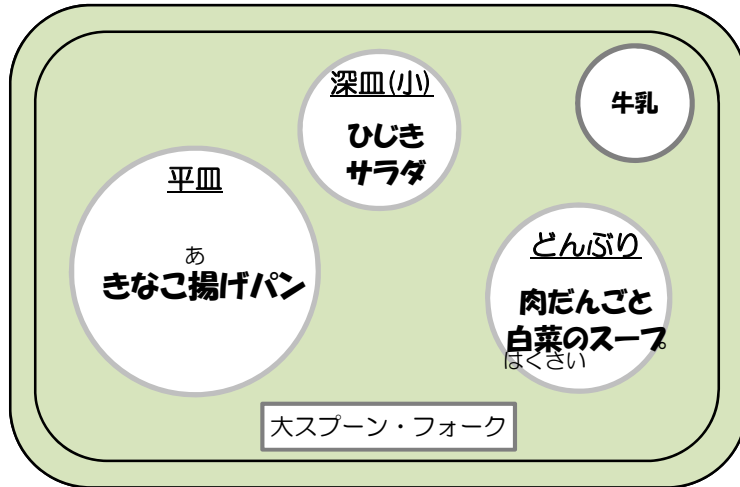 深皿(小)
ひじき
サラダ
牛乳
平皿
あ
きなこ揚げパン
どんぶり
肉だんごと
白菜のスープ
はくさい
大スプーン・フォーク